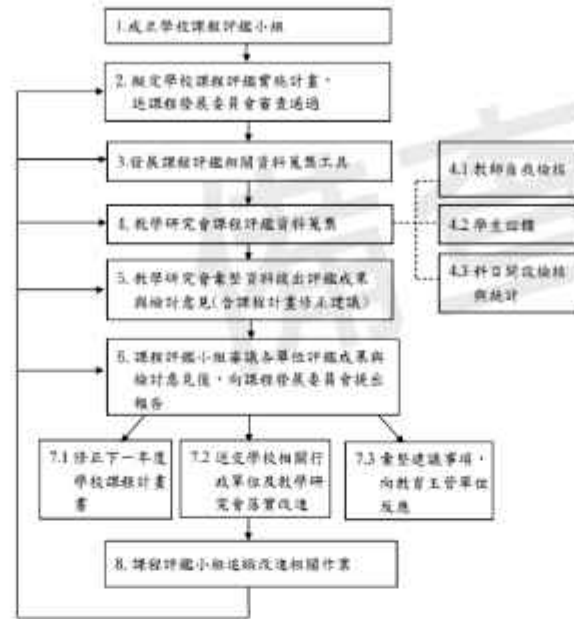 1.成立學校課程評鑑小組
2. 擬定學校課程評鑑實施計畫,
送課程發展委員會審查通過
3.發展課程評鑑相關資料蒐集工具
4. 教學研究會課程評鑑資料蒐集
4.1 教師自我檢核
4.2 學生回饋
4.3 科目開設檢核
與統計
5. 教學研究會彙整資料提出評鑑成果
與檢討意見(含課程計畫修正建議)
6. 課程評鑑小組審議各單位評鑑成果與
檢討意見後,向課程發展委員會提出
報告
7.1 修正下一年度
學校課程計畫
書
7.2 送交學校相關行
政單位及教學研
究會落實改進
7.3 彙整建議事項,
向教育主管單位
反應
8. 課程評鑑小組追蹤改進相關作業